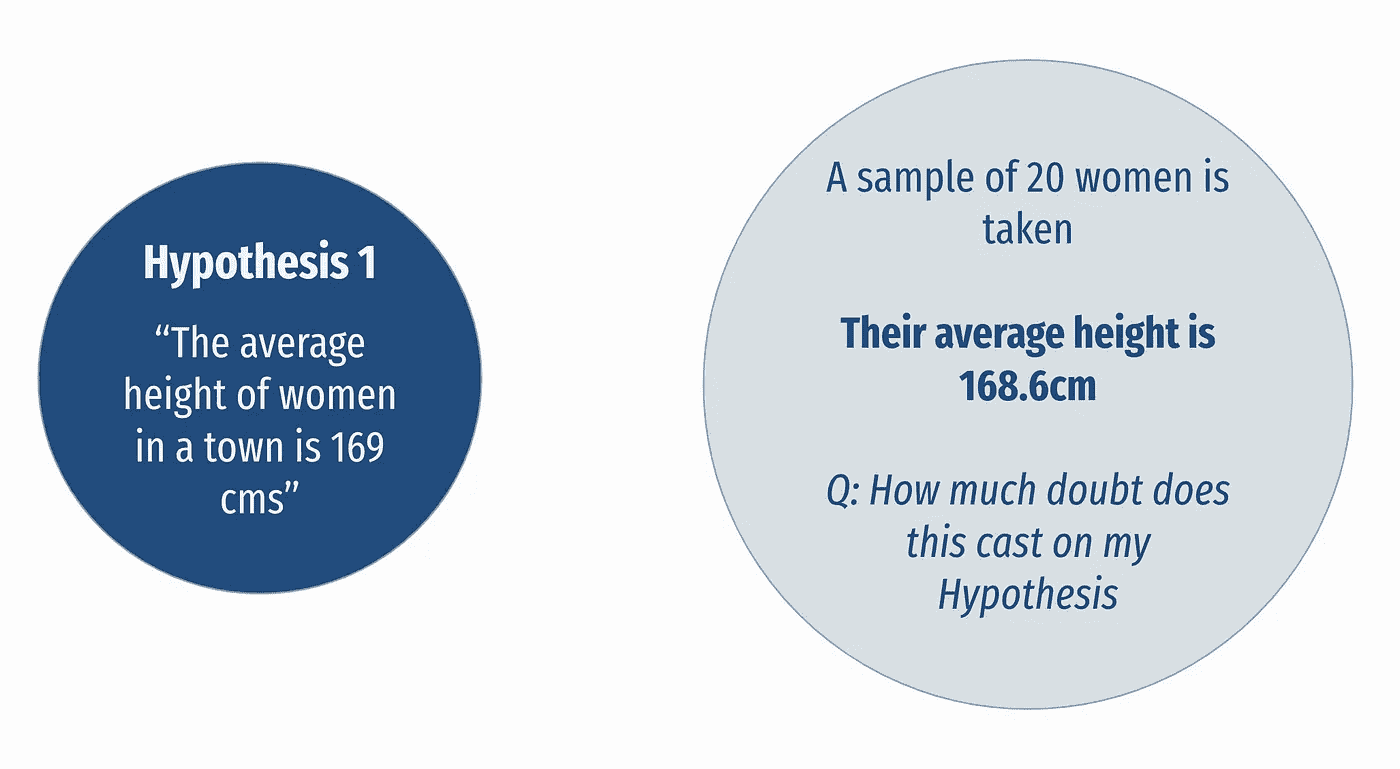 Hypothesis 1
“The average
height of women
in a town is 169
cms”
A sample of 20 women is
taken
Their average height is
168.6cm
Q: How much doubt does
this cast on my
Hypothesis